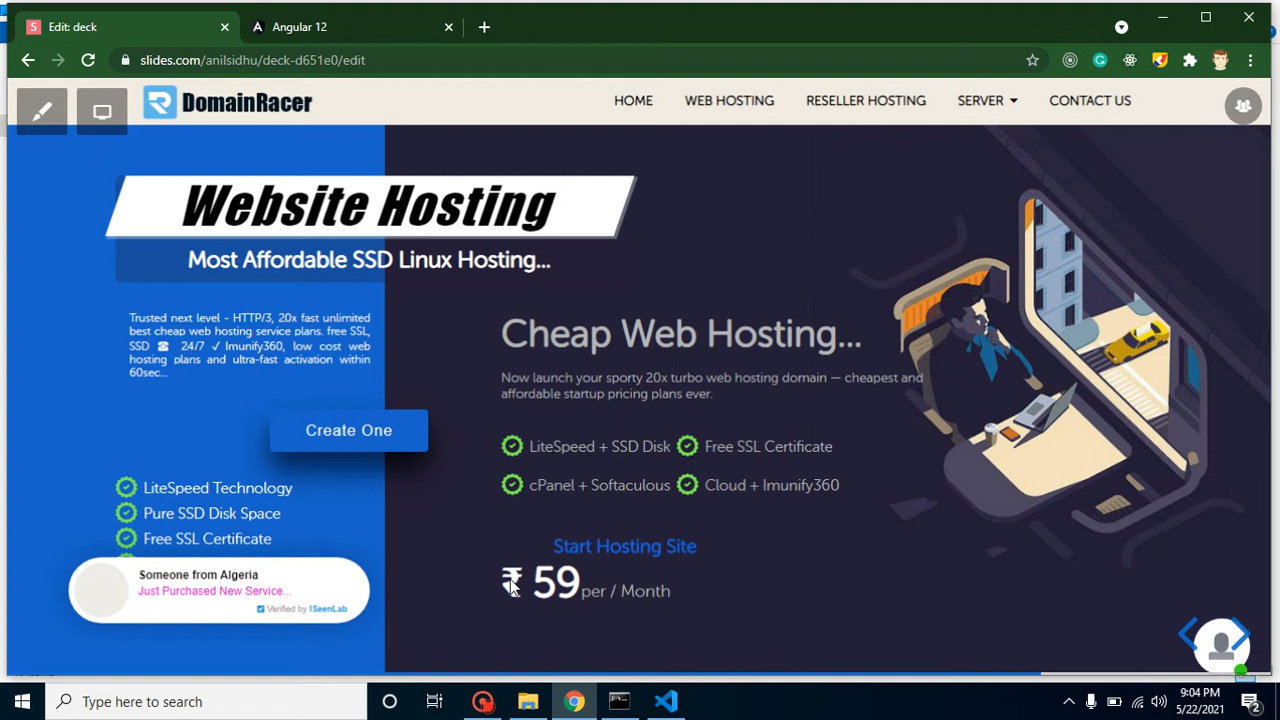 Edit: deck
Angular 12
slides.com/anilsidhu/deck-d651e0/edit
DomainRacer
HOME WEB HOSTING RESELLER HOSTING SERVER CONTACT US
Website Hosting
Most Affordable SSD Linux Hosting...
Trusted next level - HTTP/3, 20x fast unlimited
best cheap web hosting service plans. free SSL,
SSD ☎ 24/7 ✓ Imunify360, low cost web
hosting plans and ultra-fast activation within
60sec...
Create One
LiteSpeed Technology
Pure SSD Disk Space
Free SSL Certificate
Someone from Algeria
Just Purchased New Service...
Verified by ISeenLab
Cheap Web Hosting...
Now launch your sporty 20x turbo web hosting domain — cheapest and
affordable startup pricing plans ever.
LiteSpeed + SSD Disk Free SSL Certificate
cPanel + Softaculous Cloud + Imunify360
Start Hosting Site
₹ 59 per / Month
Type here to search
9:04 PM
5/22/2021
2